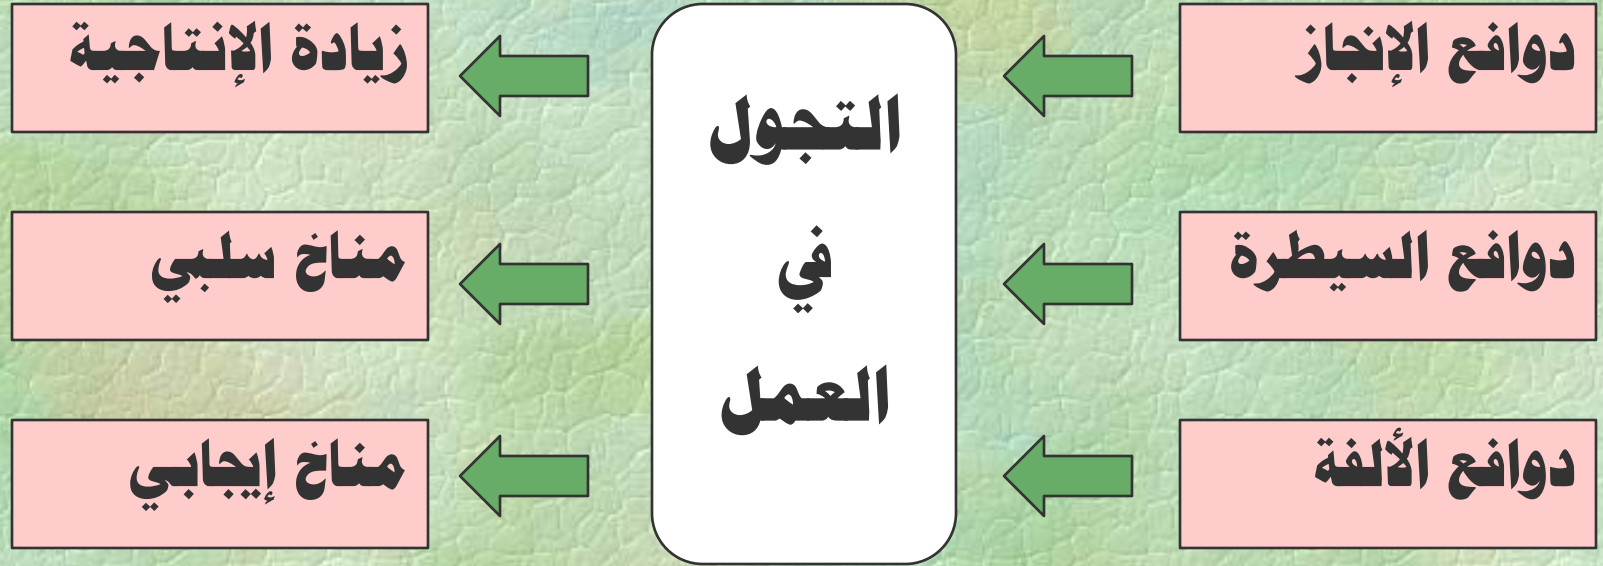 دوافع الإنجاز
دوافع السيطرة
دوافع الألفة
التجول
في
العمل
زيادة الإنتاجية
مناخ سلبي
مناخ إيجابي